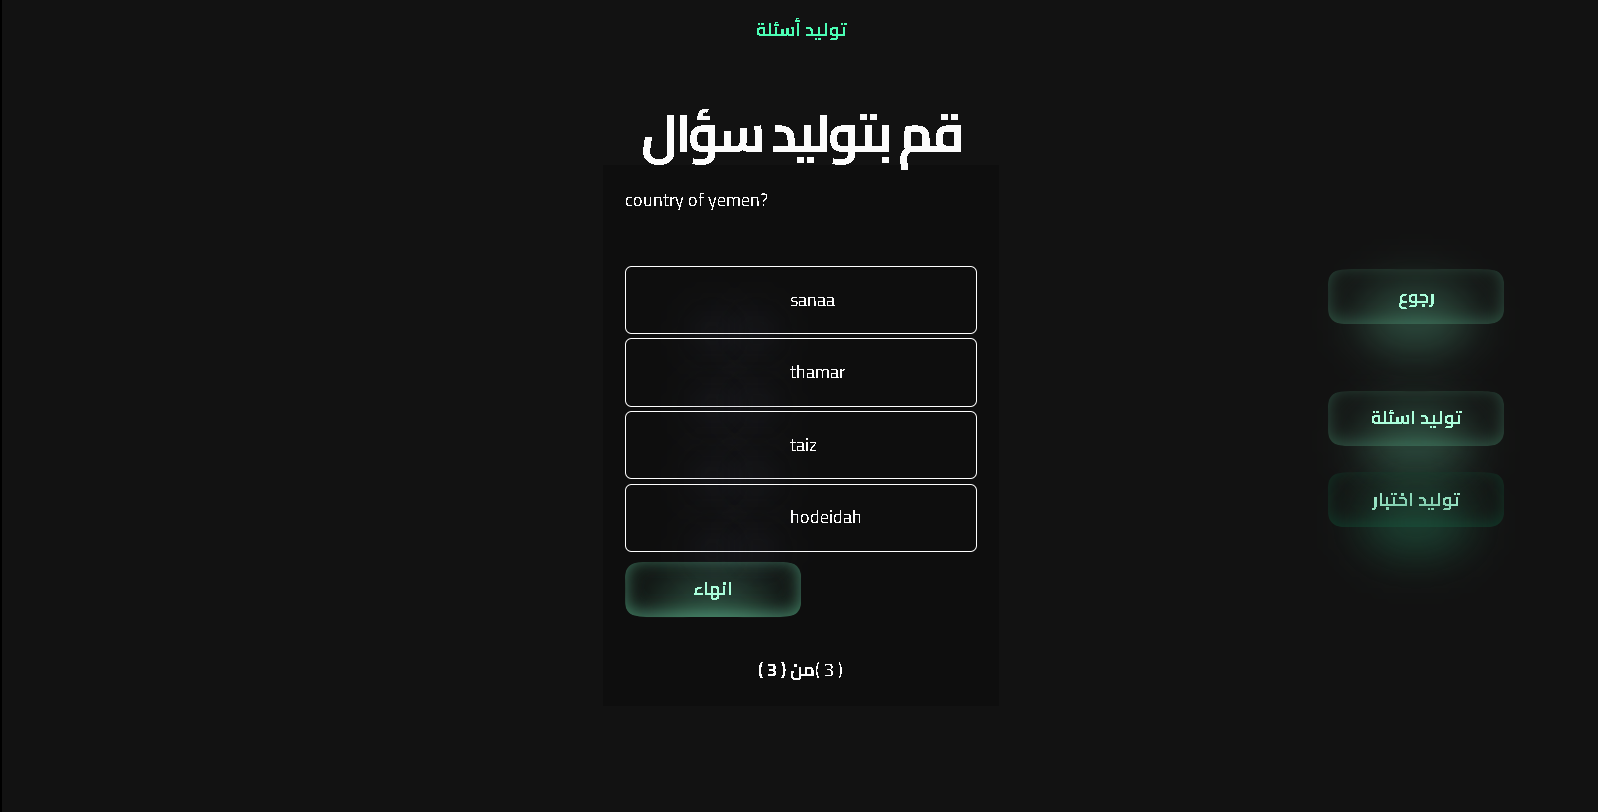 توليد أسئلة
قم بتوليد سؤال
country of yemen?
sanaa
thamar
taiz
hodeidah
انهاء
( 3 )من ( 3 )
رجوع
توليد اسئلة
توليد اختبار